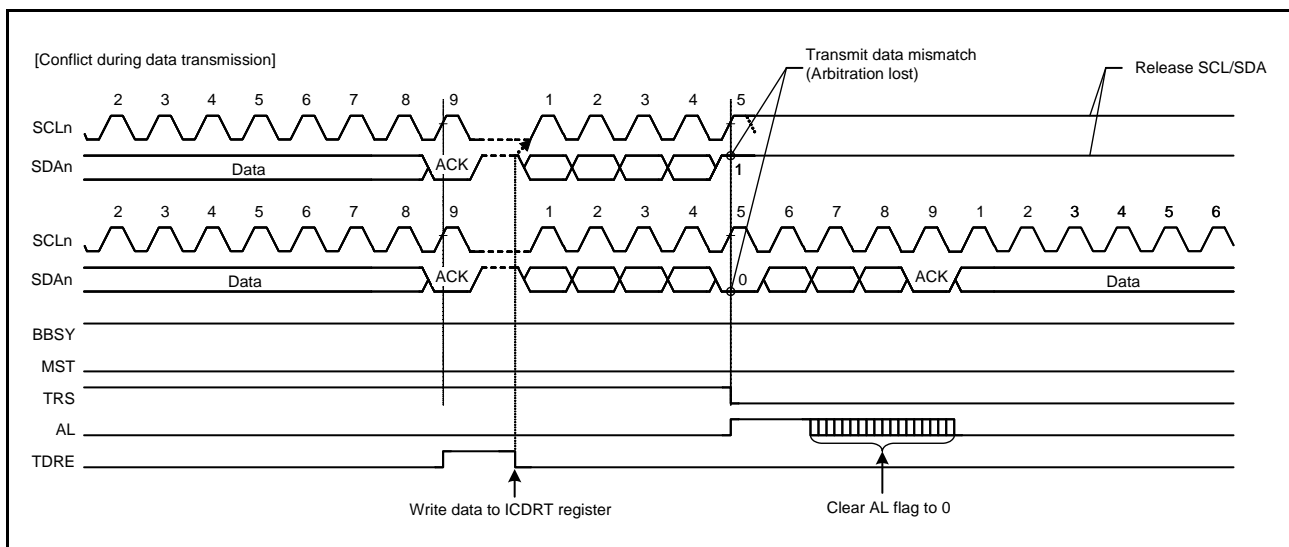 [Conflict during data transmission]
Transmit data mismatch
(Arbitration lost)
Release SCL/SDA
2 3 4 5 6 7 8 9 1 2 3 4 5
SCLn
SDAn Data ACK 1
2 3 4 5 6 7 8 9 1 2 3 4 5 6 7 8 9 1 2 3 4 5 6
SCLn
SDAn Data ACK 0 ACK Data
BBSY
MST
TRS
AL
TDRE
Write data to ICDRT register
Clear AL flag to 0